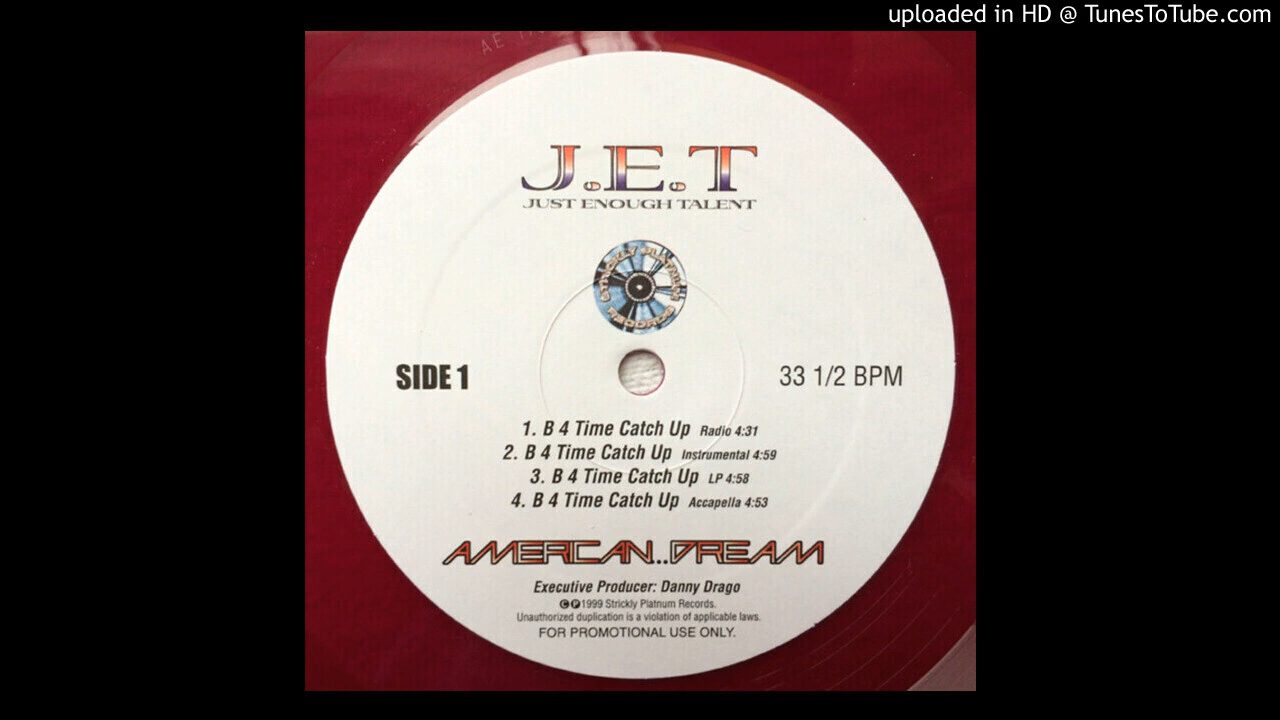 uploaded in HD @ TunesToTube.com
J.E.T
JUST ENOUGH TALENT
STRICKLY PLATNUM
RECORDS
SIDE 1
33 1/2 BPM
1. B 4 Time Catch Up Radio 4:31
2. B 4 Time Catch Up Instrumental 4:59
3. B 4 Time Catch Up LP 4:58
4. B 4 Time Catch Up Accapella 4:53
AMERICAN..DREAM
Executive Producer: Danny Drago
©℗1999 Strickly Platnum Records.
Unauthorized duplication is a violation of applicable laws.
FOR PROMOTIONAL USE ONLY.